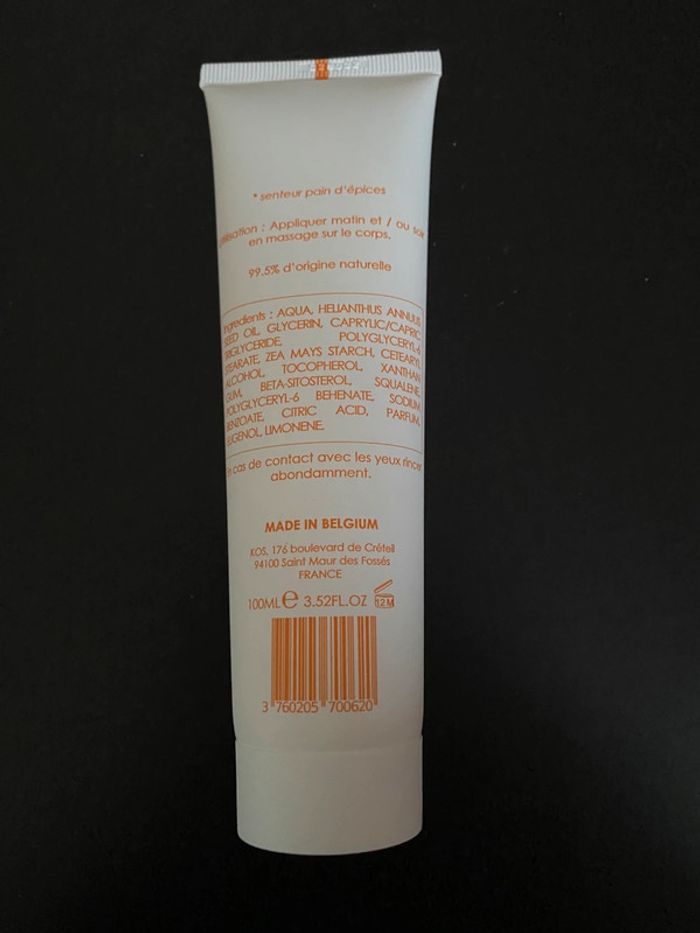 * senteur pain d'épices
Utilisation : Appliquer matin et / ou soir
en massage sur le corps.
99.5% d'origine naturelle
Ingredients : AQUA, HELIANTHUS ANNUUS
SEED OIL, GLYCERIN, CAPRYLIC/CAPRIC
TRIGLYCERIDE, POLYGLYCERYL-6
STEARATE, ZEA MAYS STARCH, CETEARYL
ALCOHOL, TOCOPHEROL, XANTHAN
GUM, BETA-SITOSTEROL, SQUALENE,
POLYGLYCERYL-6 BEHENATE, SODIUM
BENZOATE, CITRIC ACID, PARFUM,
EUGENOL, LIMONENE.
En cas de contact avec les yeux rincer
abondamment.
MADE IN BELGIUM
KOS, 176 boulevard de Créteil
94100 Saint Maur des Fossés
FRANCE
100ML e 3.52FL.OZ 12M
3 760205 700620